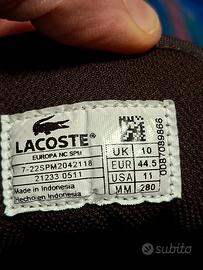 LACOSTE
EUROPA NC SPM
7-22SPM2042118
21233 0511
Made in Indonesia
Hecho en Indonesia
UK 10
EUR 44.5
USA 11
MM 280
0087089866
subito